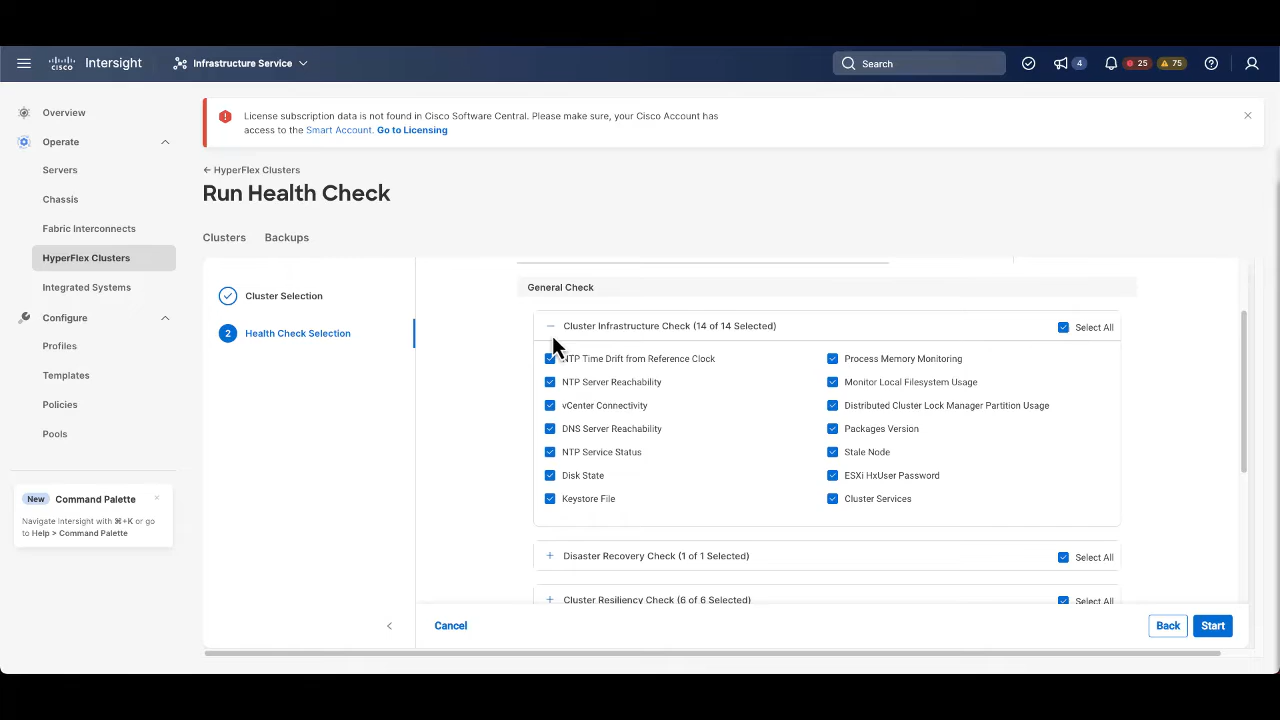 cisco Intersight
Infrastructure Service
Search
4
25
75
Overview
Operate
Servers
Chassis
Fabric Interconnects
HyperFlex Clusters
Integrated Systems
Configure
Profiles
Templates
Policies
Pools
New Command Palette
Navigate Intersight with ⌘+K or go
to Help > Command Palette
License subscription data is not found in Cisco Software Central. Please make sure, your Cisco Account has
access to the Smart Account. Go to Licensing
← HyperFlex Clusters
Run Health Check
Clusters Backups
Cluster Selection
2 Health Check Selection
General Check
Cluster Infrastructure Check (14 of 14 Selected) Select All
NTP Time Drift from Reference Clock
NTP Server Reachability
vCenter Connectivity
DNS Server Reachability
NTP Service Status
Disk State
Keystore File
Process Memory Monitoring
Monitor Local Filesystem Usage
Distributed Cluster Lock Manager Partition Usage
Packages Version
Stale Node
ESXi HxUser Password
Cluster Services
Disaster Recovery Check (1 of 1 Selected) Select All
Cluster Resiliency Check (6 of 6 Selected) Select All
Cancel
Back
Start